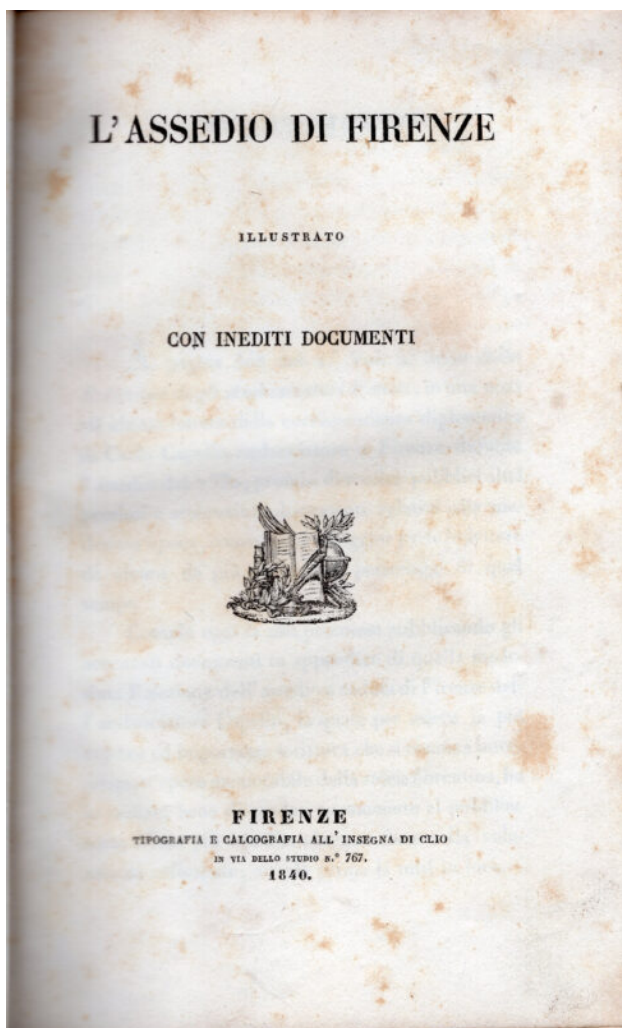 L'ASSEDIO DI FIRENZE
ILLUSTRATO
CON INEDITI DOCUMENTI
FIRENZE
TIPOGRAFIA E CALCOGRAFIA ALL' INSEGNA DI CLIO
IN VIA DELLO STUDIO N.° 767.
1840.